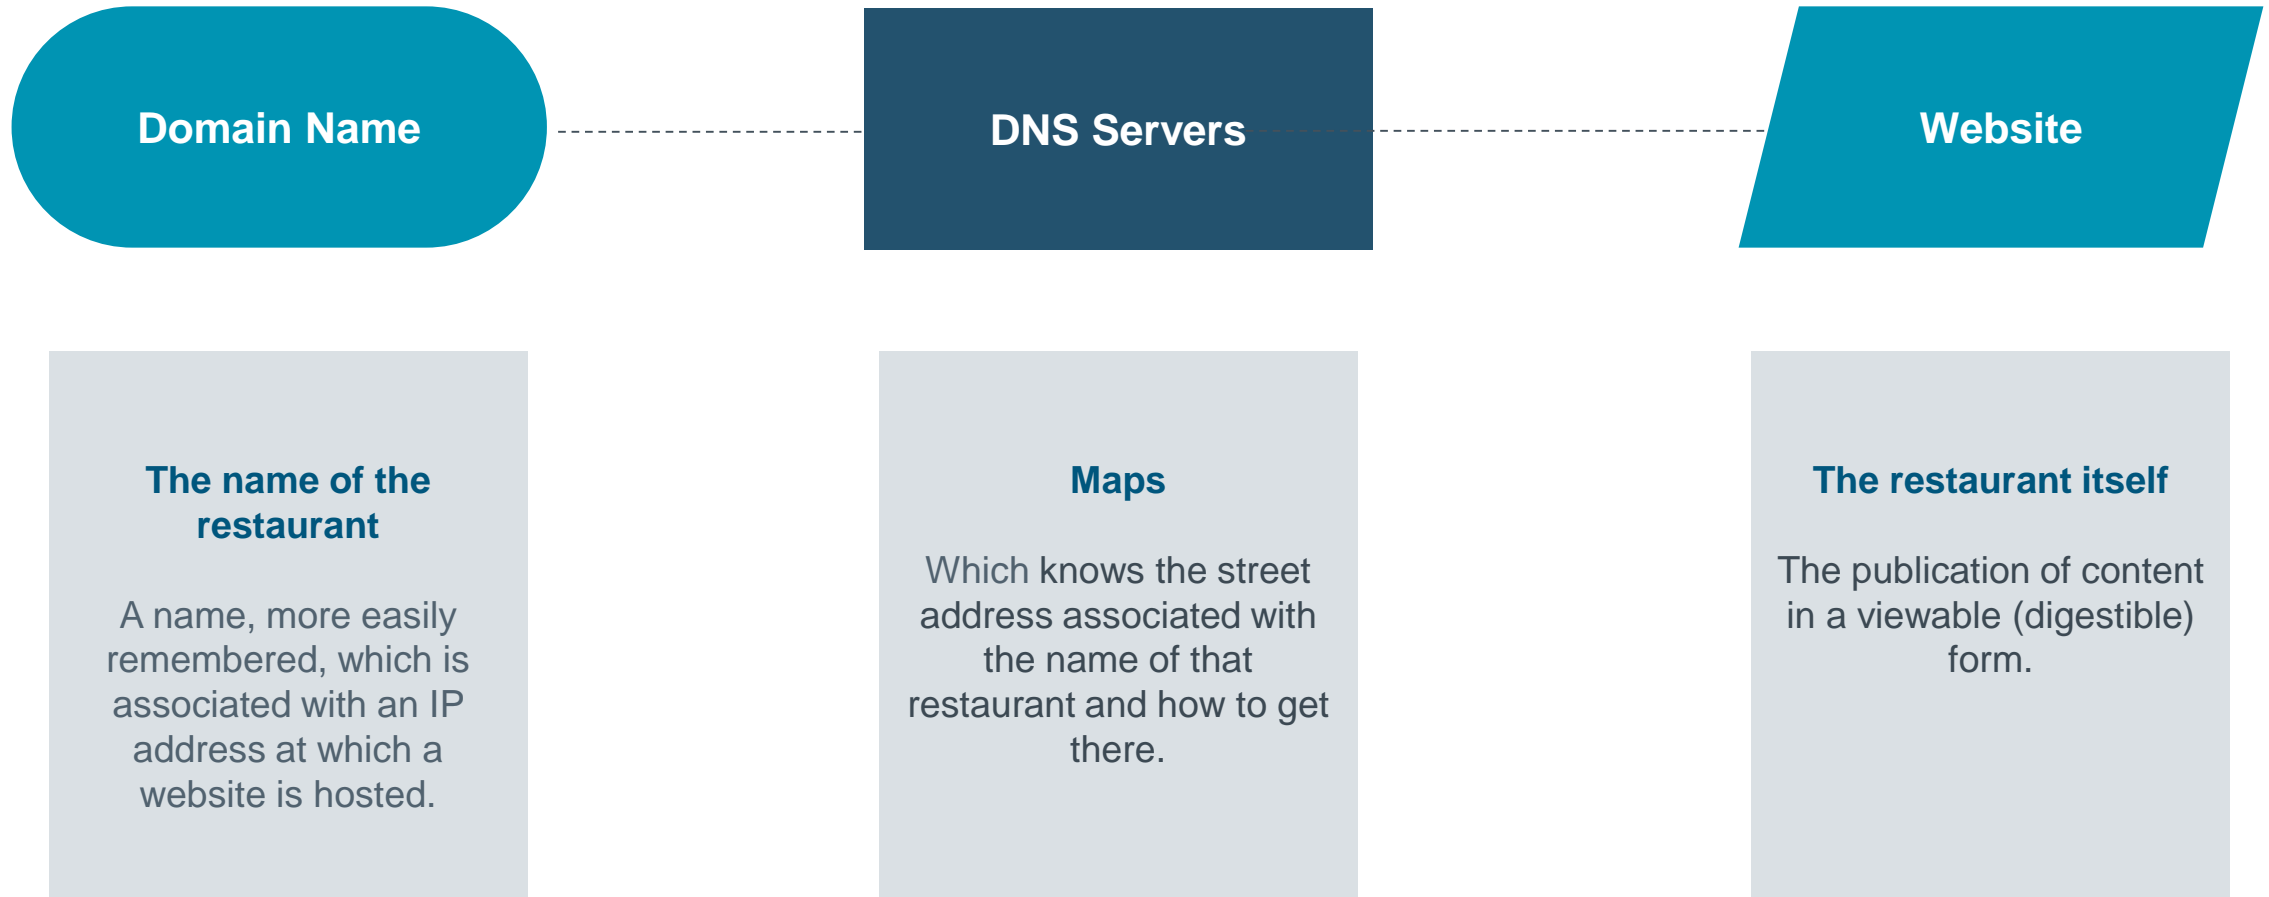 Domain Name
DNS Servers
Website
The name of the
restaurant
A name, more easily
remembered, which is
associated with an IP
address at which a
website is hosted.
Maps
Which knows the street
address associated with
the name of that
restaurant and how to get
there.
The restaurant itself
The publication of content
in a viewable (digestible)
form.